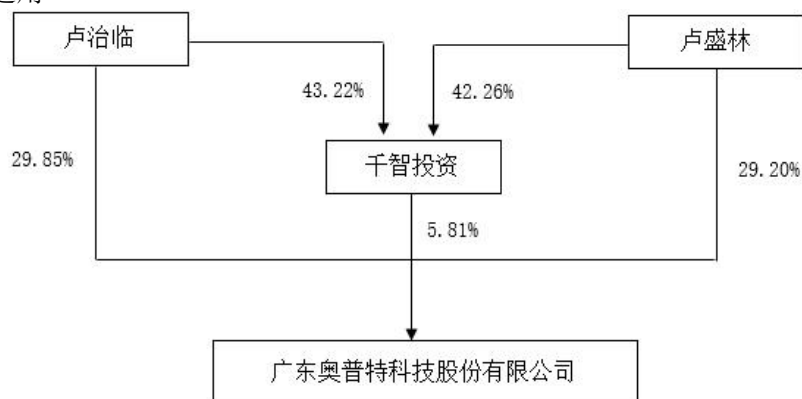 卢治临
卢盛林
43.22%
42.26%
29.85%
千智投资
29.20%
5.81%
广东奥普特科技股份有限公司